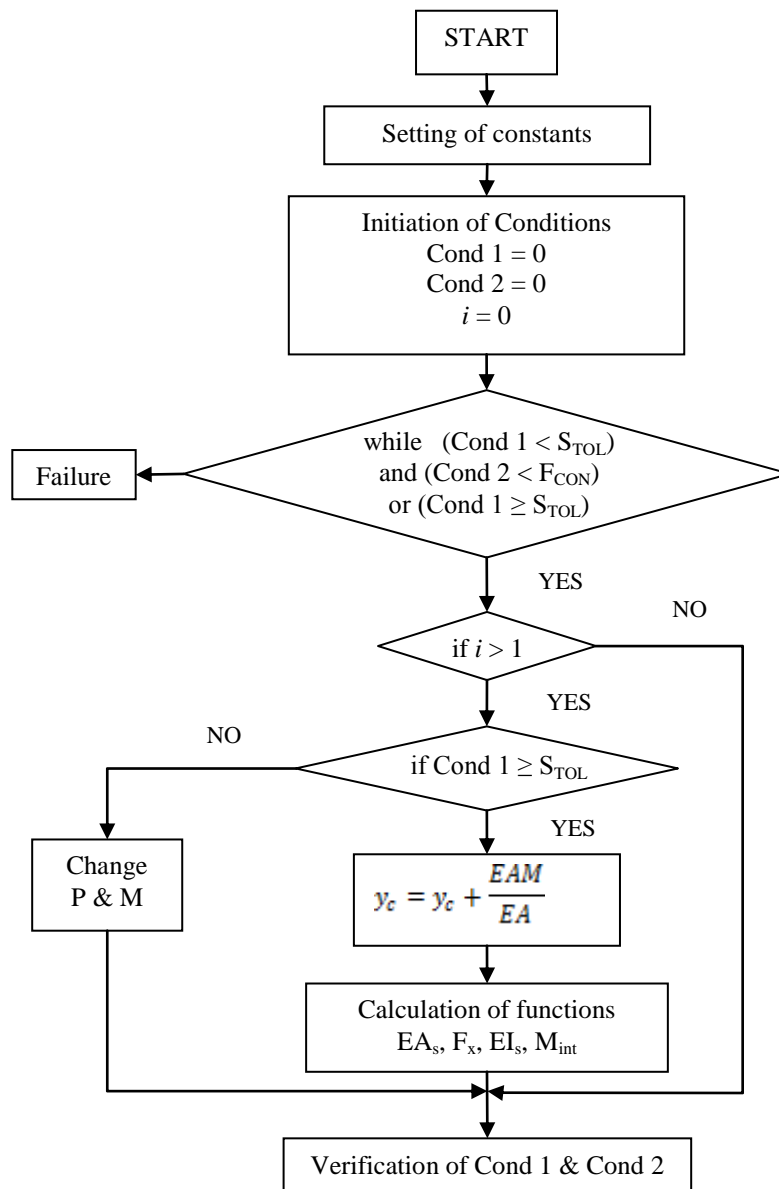 START
Setting of constants
Initiation of Conditions
Cond 1 = 0
Cond 2 = 0
i = 0
while (Cond 1 < S_TOL)
and (Cond 2 < F_CON)
or (Cond 1 ≥ S_TOL)
Failure
YES
NO
if i > 1
YES
NO
if Cond 1 ≥ S_TOL
YES
Change
P & M
y_c = y_c + EAM/EA
Calculation of functions
EA_s, F_x, EI_s, M_int
Verification of Cond 1 & Cond 2